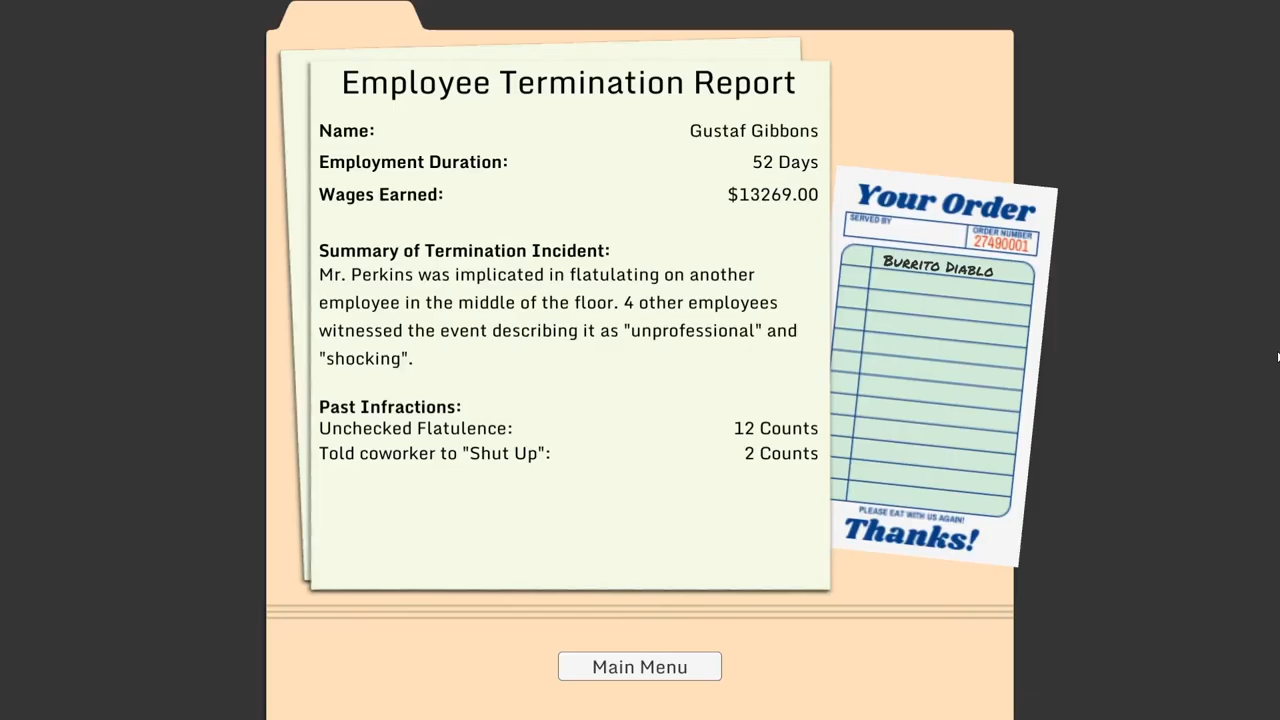 Employee Termination Report
Name: Gustaf Gibbons
Employment Duration: 52 Days
Wages Earned: $13269.00
Summary of Termination Incident:
Mr. Perkins was implicated in flatulating on another
employee in the middle of the floor. 4 other employees
witnessed the event describing it as "unprofessional" and
"shocking".
Past Infractions:
Unchecked Flatulence: 12 Counts
Told coworker to "Shut Up": 2 Counts
Your Order
SERVED BY
ORDER NUMBER
27490001
BURRITO DIABLO
PLEASE EAT WITH US AGAIN!
Thanks!
Main Menu